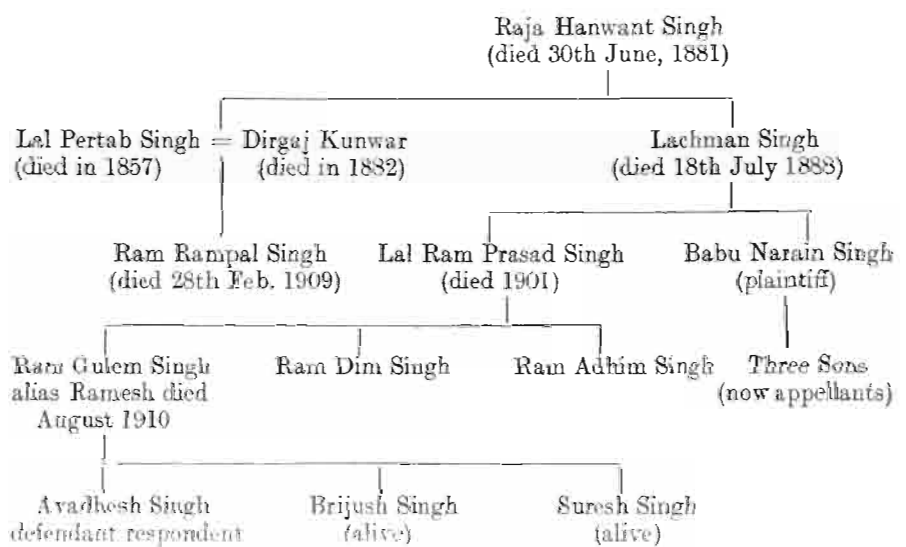 Raja Hanwant Singh
(died 30th June, 1881)
Lal Pertab Singh = Dirgaj Kunwar
(died in 1857) (died in 1882)
Lachman Singh
(died 18th July 1888)
Ram Rampal Singh
(died 28th Feb. 1909)
Lal Ram Prasad Singh
(died 1901)
Babu Narain Singh
(plaintiff)
Ram Gulem Singh
alias Ramesh died
August 1910
Ram Dim Singh
Ram Adhim Singh
Three Sons
(now appellants)
Avadhesh Singh
defendant respondent
Brijush Singh
(alive)
Suresh Singh
(alive)